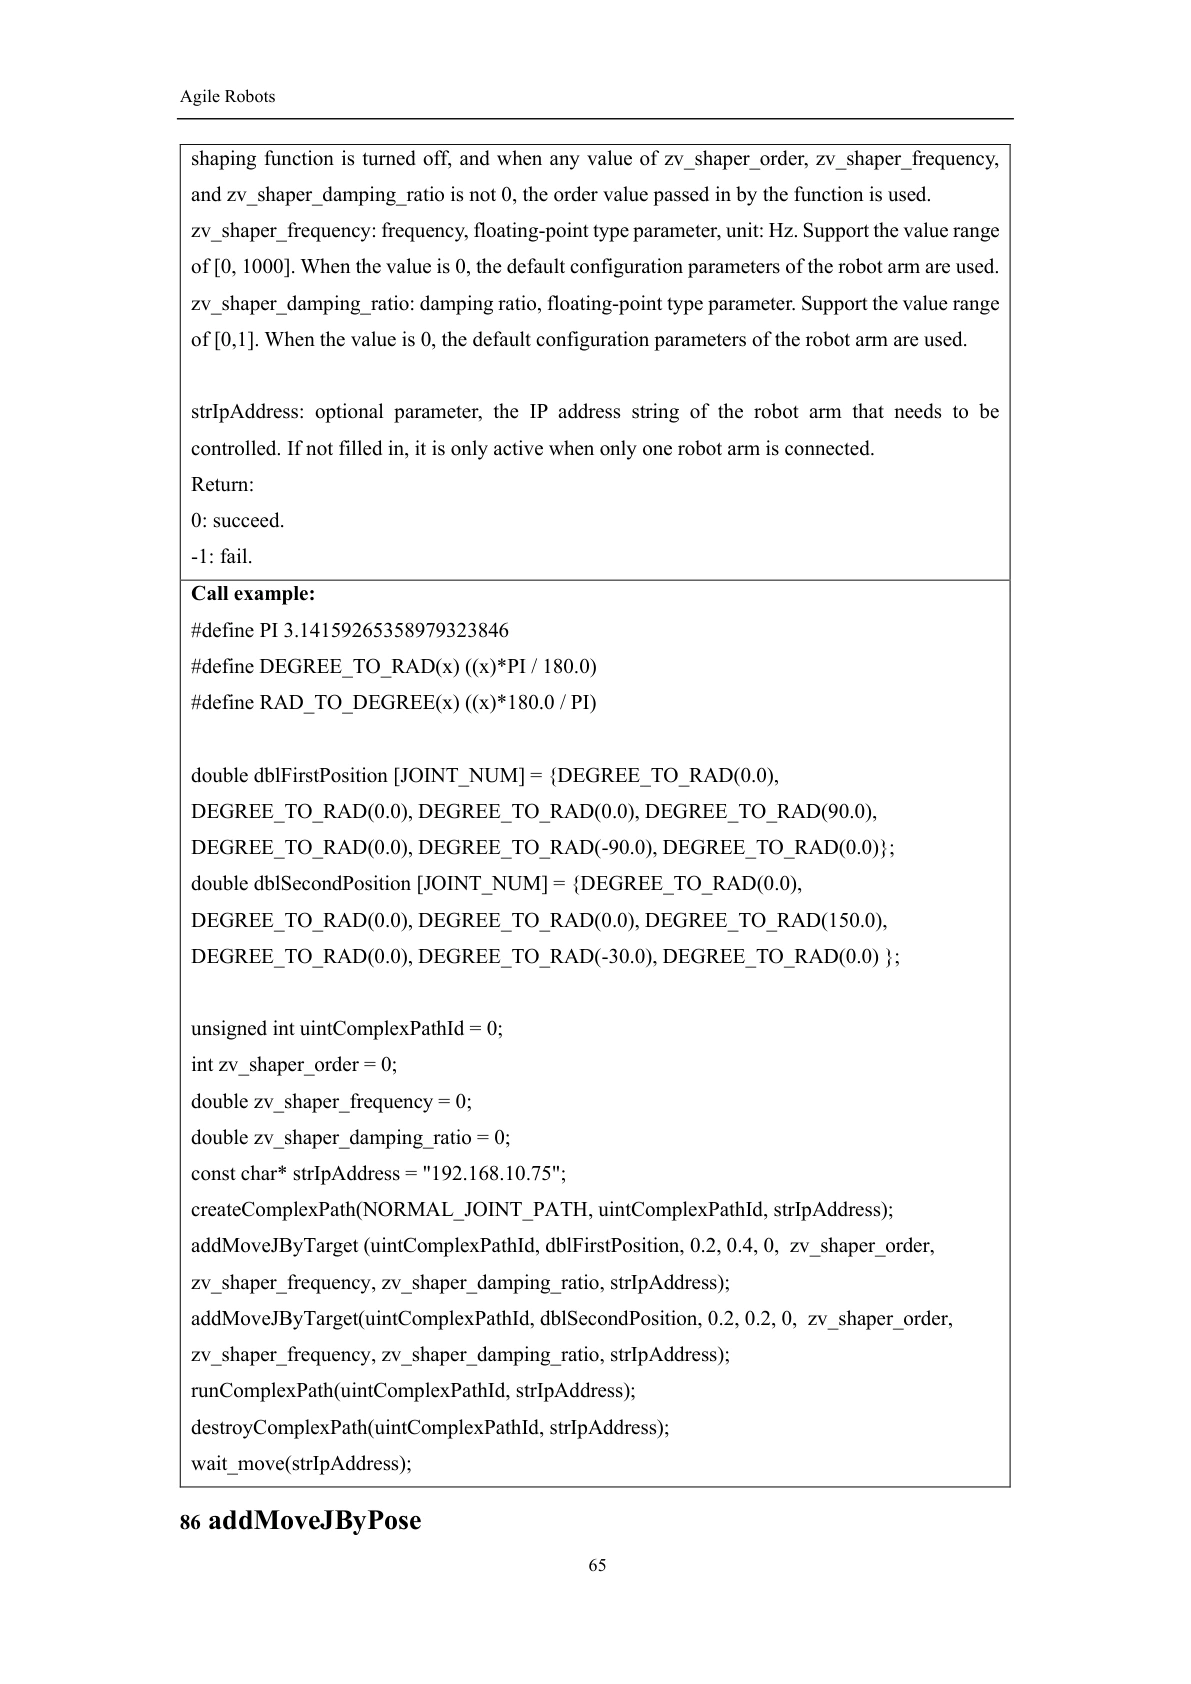 Agile Robots
shaping function is turned off, and when any value of zv_shaper_order, zv_shaper_frequency,
and zv_shaper_damping_ratio is not 0, the order value passed in by the function is used.
zv_shaper_frequency: frequency, floating-point type parameter, unit: Hz. Support the value range
of [0, 1000]. When the value is 0, the default configuration parameters of the robot arm are used.
zv_shaper_damping_ratio: damping ratio, floating-point type parameter. Support the value range
of [0,1]. When the value is 0, the default configuration parameters of the robot arm are used.
strIpAddress: optional parameter, the IP address string of the robot arm that needs to be
controlled. If not filled in, it is only active when only one robot arm is connected.
Return:
0: succeed.
-1: fail.
Call example:
#define PI 3.14159265358979323846
#define DEGREE_TO_RAD(x) ((x)*PI / 180.0)
#define RAD_TO_DEGREE(x) ((x)*180.0 / PI)
double dblFirstPosition [JOINT_NUM] = {DEGREE_TO_RAD(0.0),
DEGREE_TO_RAD(0.0), DEGREE_TO_RAD(0.0), DEGREE_TO_RAD(90.0),
DEGREE_TO_RAD(0.0), DEGREE_TO_RAD(-90.0), DEGREE_TO_RAD(0.0)};
double dblSecondPosition [JOINT_NUM] = {DEGREE_TO_RAD(0.0),
DEGREE_TO_RAD(0.0), DEGREE_TO_RAD(0.0), DEGREE_TO_RAD(150.0),
DEGREE_TO_RAD(0.0), DEGREE_TO_RAD(-30.0), DEGREE_TO_RAD(0.0) };
unsigned int uintComplexPathId = 0;
int zv_shaper_order = 0;
double zv_shaper_frequency = 0;
double zv_shaper_damping_ratio = 0;
const char* strIpAddress = "192.168.10.75";
createComplexPath(NORMAL_JOINT_PATH, uintComplexPathId, strIpAddress);
addMoveJByTarget (uintComplexPathId, dblFirstPosition, 0.2, 0.4, 0,  zv_shaper_order,
zv_shaper_frequency, zv_shaper_damping_ratio, strIpAddress);
addMoveJByTarget(uintComplexPathId, dblSecondPosition, 0.2, 0.2, 0,  zv_shaper_order,
zv_shaper_frequency, zv_shaper_damping_ratio, strIpAddress);
runComplexPath(uintComplexPathId, strIpAddress);
destroyComplexPath(uintComplexPathId, strIpAddress);
wait_move(strIpAddress);
86 addMoveJByPose
65